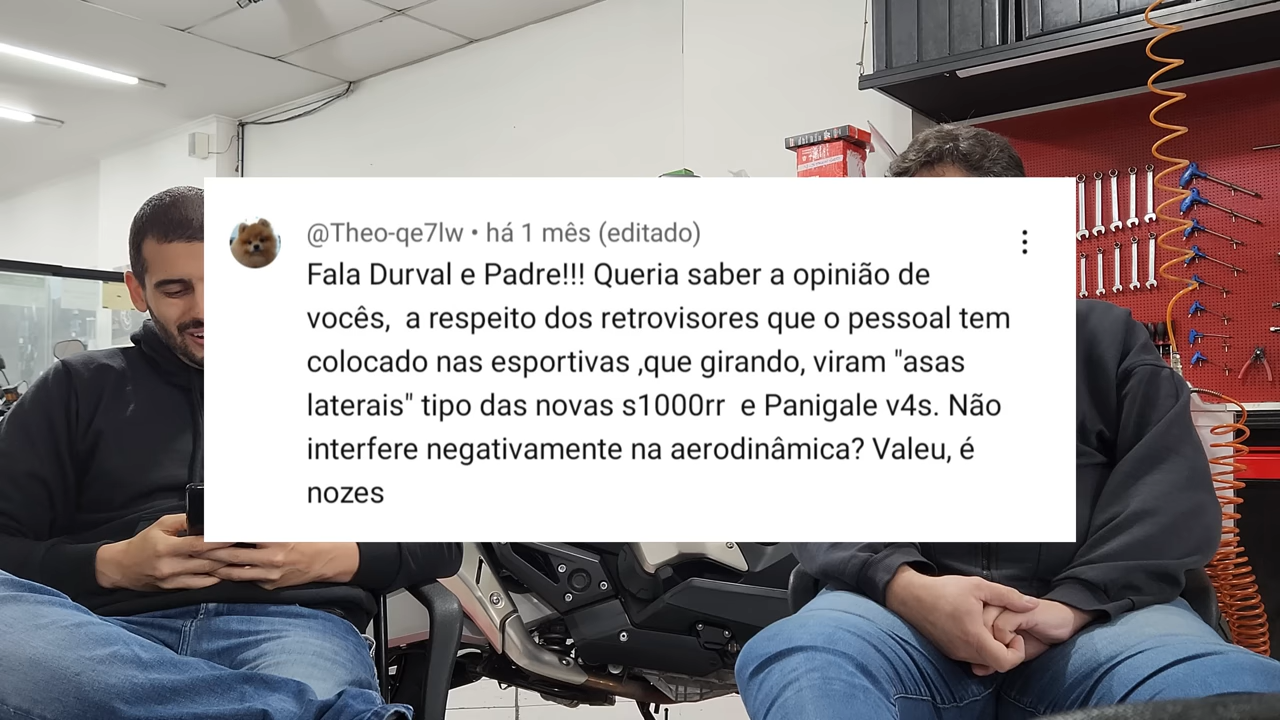 @Theo-qe7lw • há 1 mês (editado)
Fala Durval e Padre!!! Queria saber a opinião de
vocês,  a respeito dos retrovisores que o pessoal tem
colocado nas esportivas ,que girando, viram "asas
laterais" tipo das novas s1000rr  e Panigale v4s. Não
interfere negativamente na aerodinâmica? Valeu, é
nozes